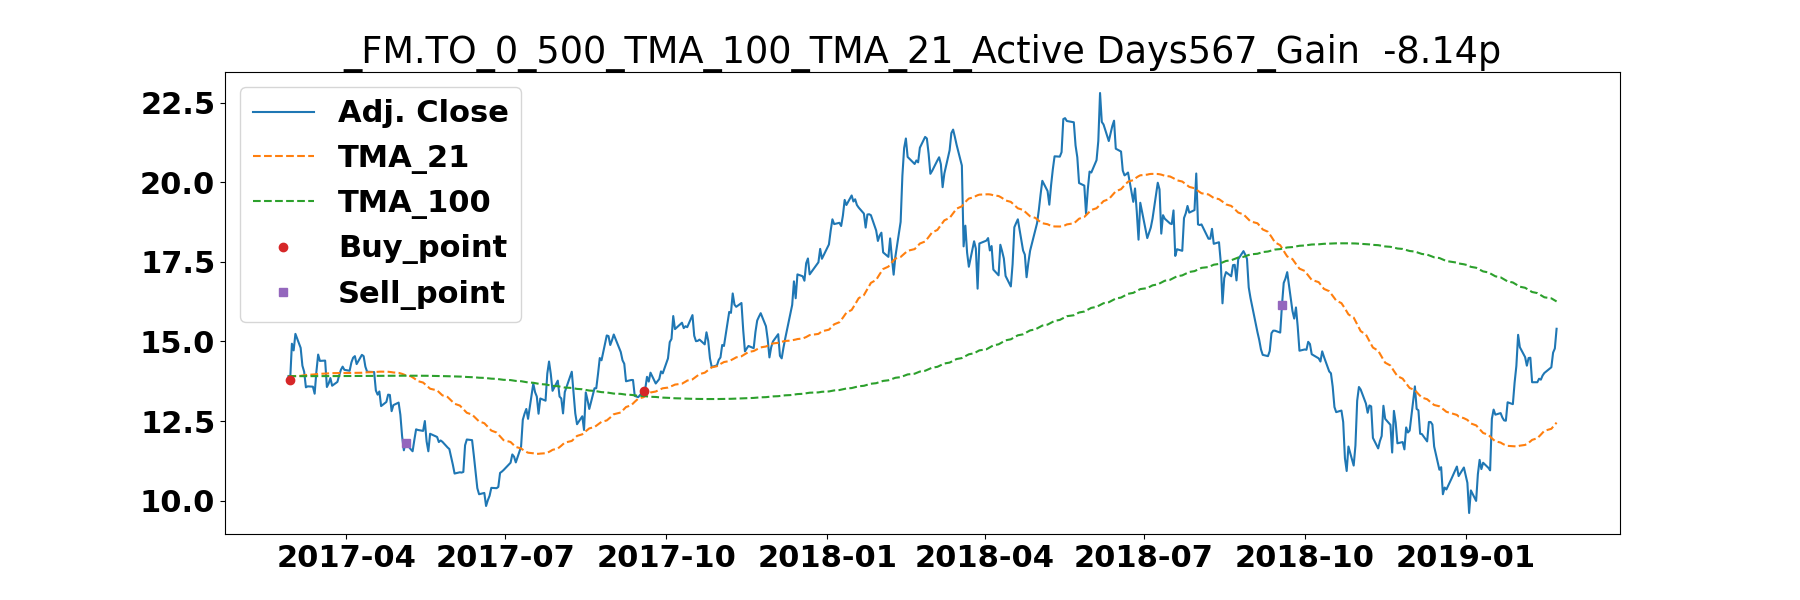 _FM.TO_0_500_TMA_100_TMA_21_Active Days567_Gain  -8.14p
22.5
20.0
17.5
15.0
12.5
10.0
Adj. Close
TMA_21
TMA_100
Buy_point
Sell_point
2017-04 2017-07 2017-10 2018-01 2018-04 2018-07 2018-10 2019-01